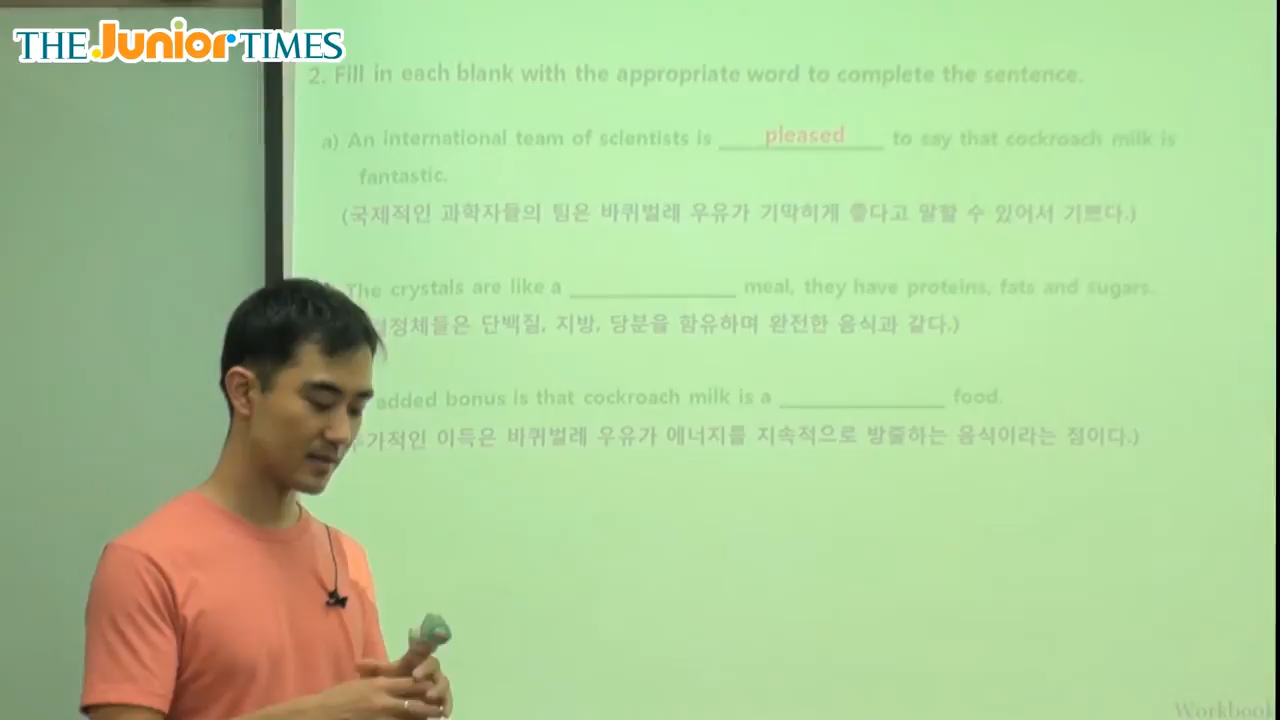 THE Junior TIMES
2. Fill in each blank with the appropriate word to complete the sentence.
a) An international team of scientists is pleased to say that cockroach milk is
fantastic.
(국제적인 과학자들의 팀은 바퀴벌레 우유가 기막히게 좋다고 말할 수 있어서 기쁘다.)
The crystals are like a ______ meal, they have proteins, fats and sugars.
결정체들은 단백질, 지방, 당분을 함유하며 완전한 음식과 같다.)
added bonus is that cockroach milk is a ______ food.
추가적인 이득은 바퀴벌레 우유가 에너지를 지속적으로 방출하는 음식이라는 점이다.)
Workbook